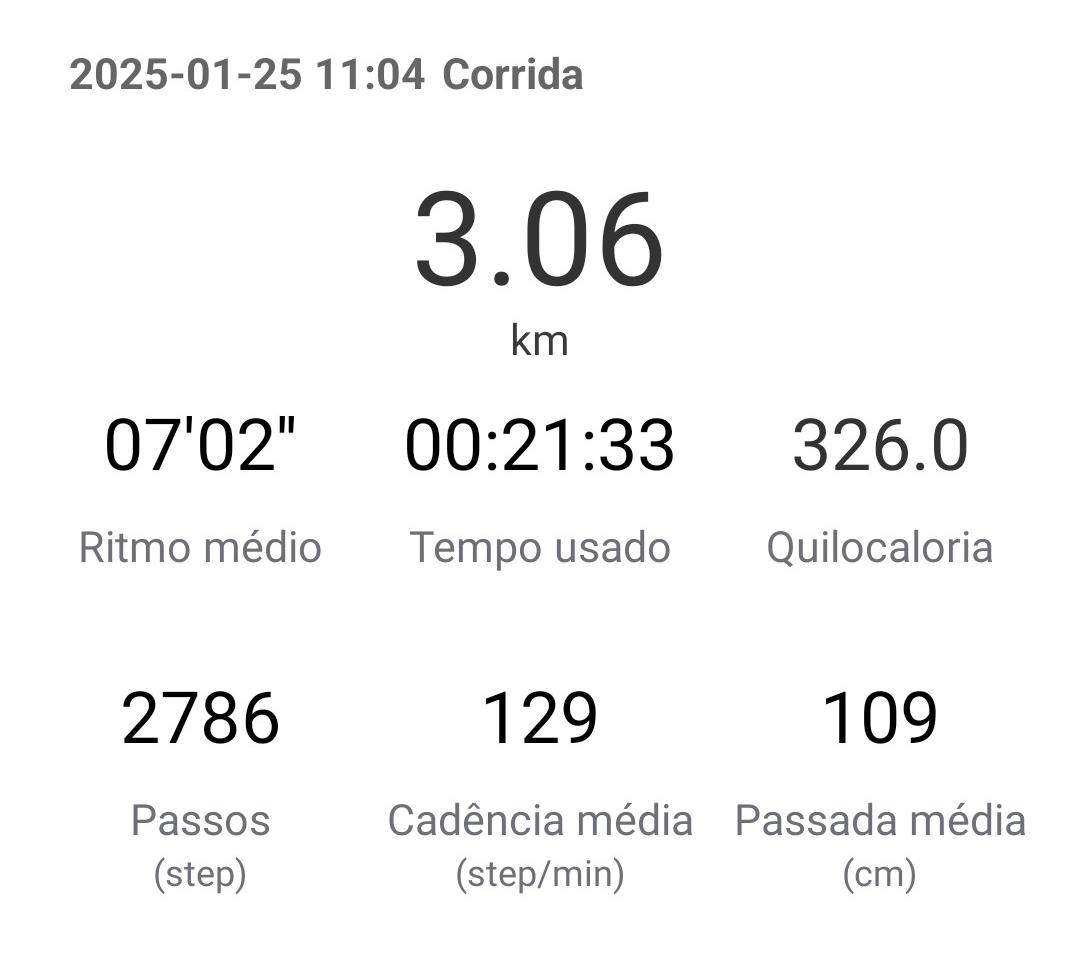 2025-01-25 11:04 Corrida
3.06
km
07'02" 00:21:33 326.0
Ritmo médio Tempo usado Quilocaloria
2786 129 109
Passos Cadência média Passada média
(step) (step/min) (cm)